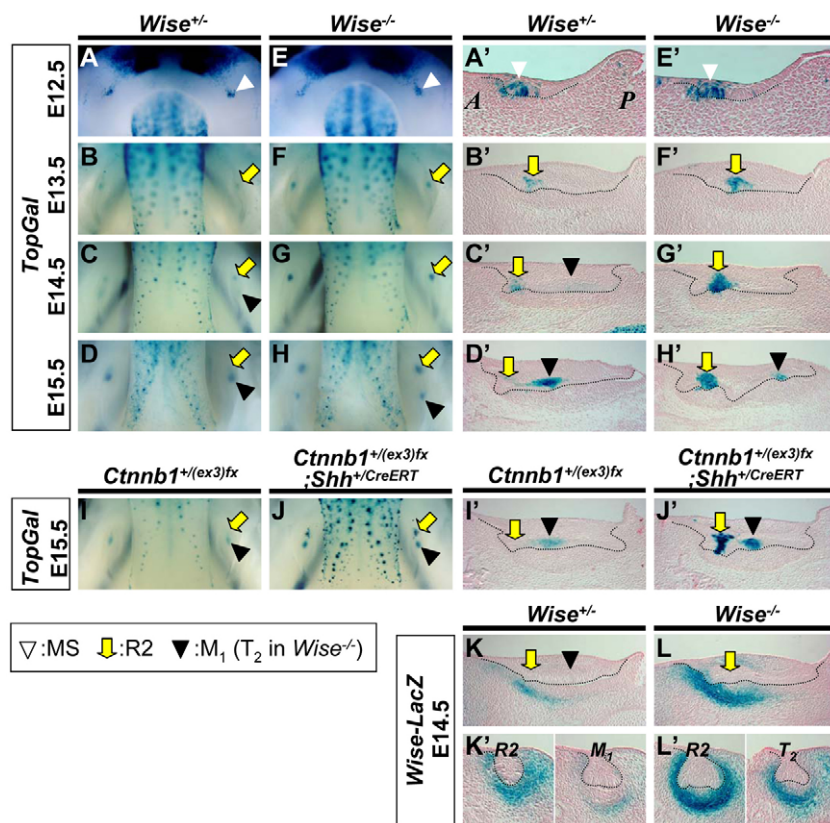 Wise+/- Wise-/- Wise+/- Wise-/-
TopGal
E12.5 A E A' A P E'
E13.5 B F B' F'
E14.5 C G C' G'
E15.5 D H D' H'
Ctnnb1+/(ex3)fx Ctnnb1+/(ex3)fx ;Shh+/CreERT Ctnnb1+/(ex3)fx Ctnnb1+/(ex3)fx ;Shh+/CreERT
TopGal E15.5 I J I' J'
▽:MS ⇩:R2 ▼:M1 (T2 in Wise-/-)
Wise+/- Wise-/-
Wise-LacZ E14.5
K L
K' R2 M1 L' R2 T2